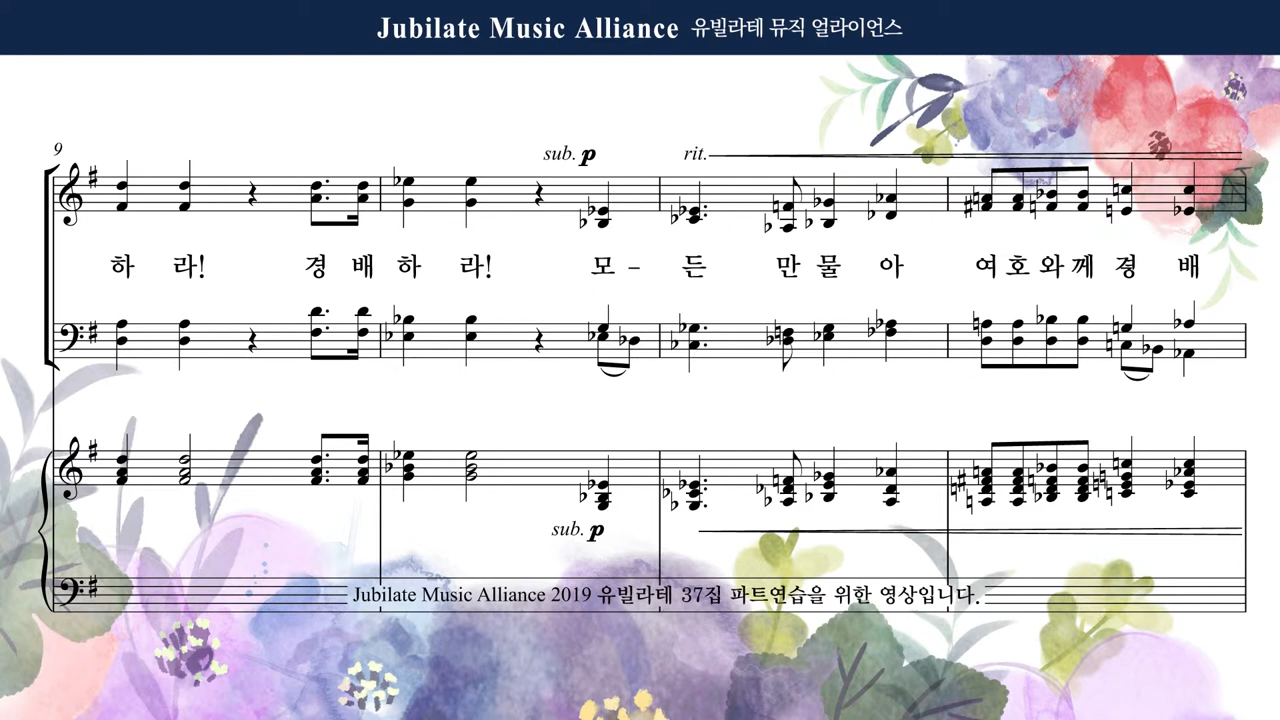 Jubilate Music Alliance 유빌라테 뮤직 얼라이언스
9
sub. p
rit.
하 라! 경 배 하 라! 모 – 든 만 물 아 여 호 와 께 경 배
sub. p
Jubilate Music Alliance 2019 유빌라테 37집 파트연습을 위한 영상입니다.